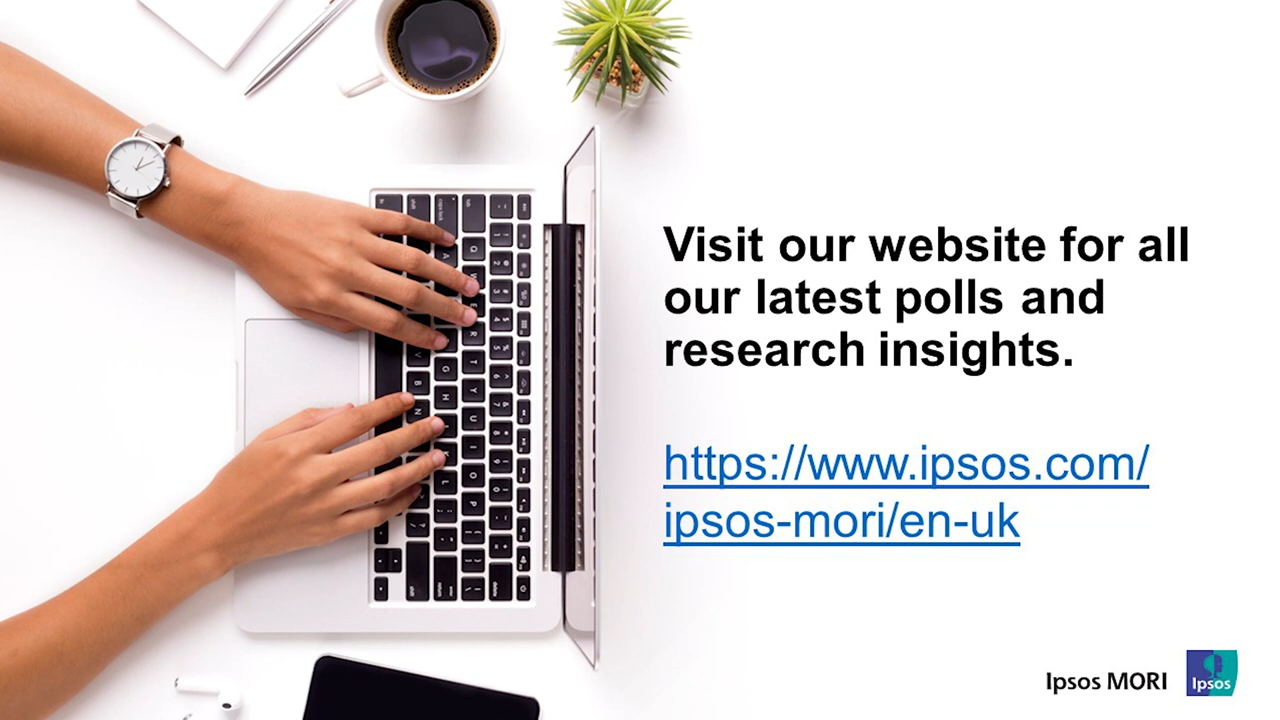 Visit our website for all
our latest polls and
research insights.
https://www.ipsos.com/
ipsos-mori/en-uk
Ipsos MORI
Ipsos